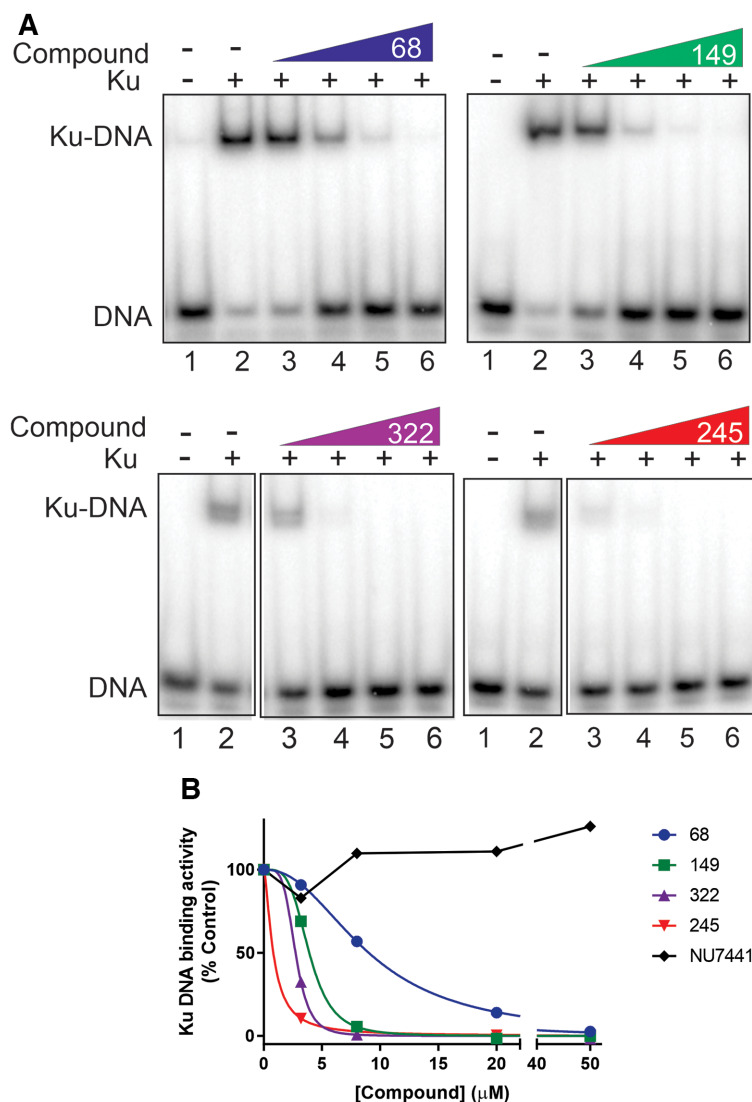 A
Compound - - 68 - - 149
Ku - + + + + + - + + + + +
Ku-DNA
DNA
1 2 3 4 5 6 1 2 3 4 5 6
Compound - - 322 - - 245
Ku - + + + + + - + + + + +
Ku-DNA
DNA
1 2 3 4 5 6 1 2 3 4 5 6
B
Ku DNA binding activity
(% Control)
100
50
0
0 5 10 15 20 40 50
[Compound] (μM)
68
149
322
245
NU7441